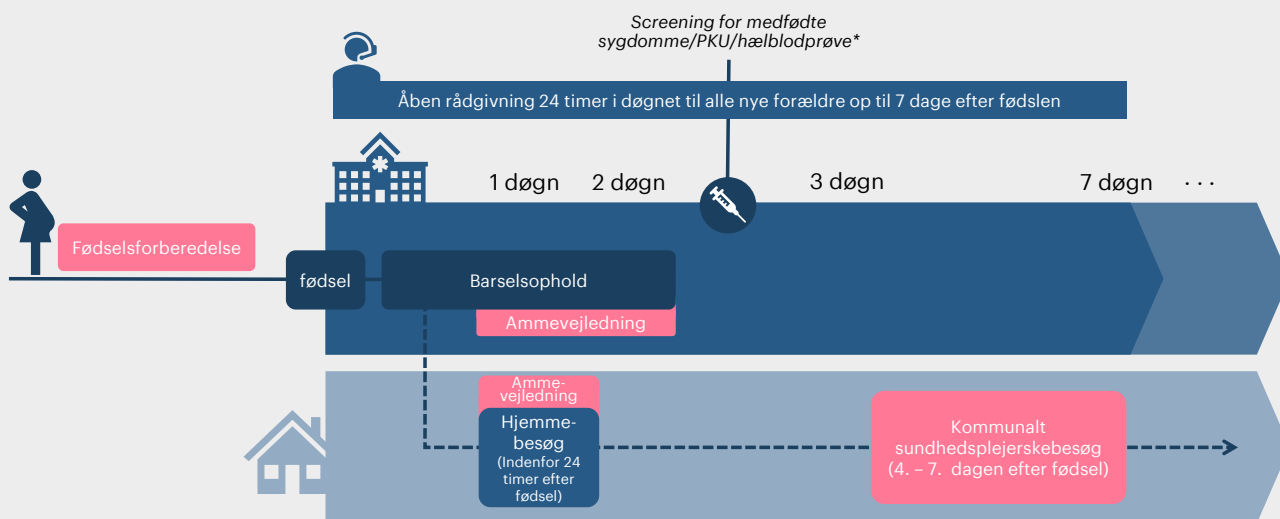 Screening for medfødte
sygdomme/PKU/hælblodprøve*
Åben rådgivning 24 timer i døgnet til alle nye forældre op til 7 dage efter fødslen
1 døgn 2 døgn 3 døgn 7 døgn ...
Fødselsforberedelse
fødsel
Barselsophold
Ammevejledning
Amme-
vejledning
Hjemme-
besøg
(Indenfor 24
timer efter
fødsel)
Kommunalt
sundhedsplejerskebesøg
(4. – 7. dagen efter fødsel)